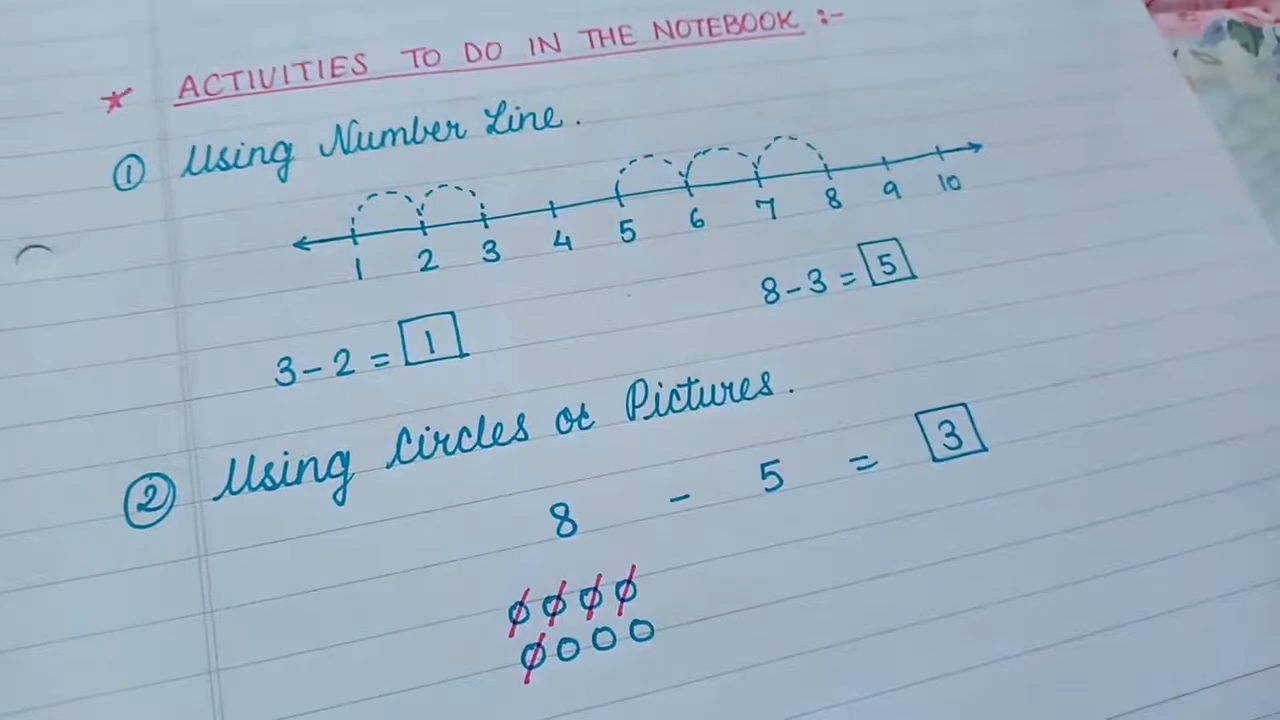 * ACTIVITIES TO DO IN THE NOTEBOOK :-
① Using Number Line.
1 2 3 4 5 6 7 8 9 10
3 - 2 = 1
8 - 3 = 5
② Using Circles or Pictures.
8 - 5 = 3